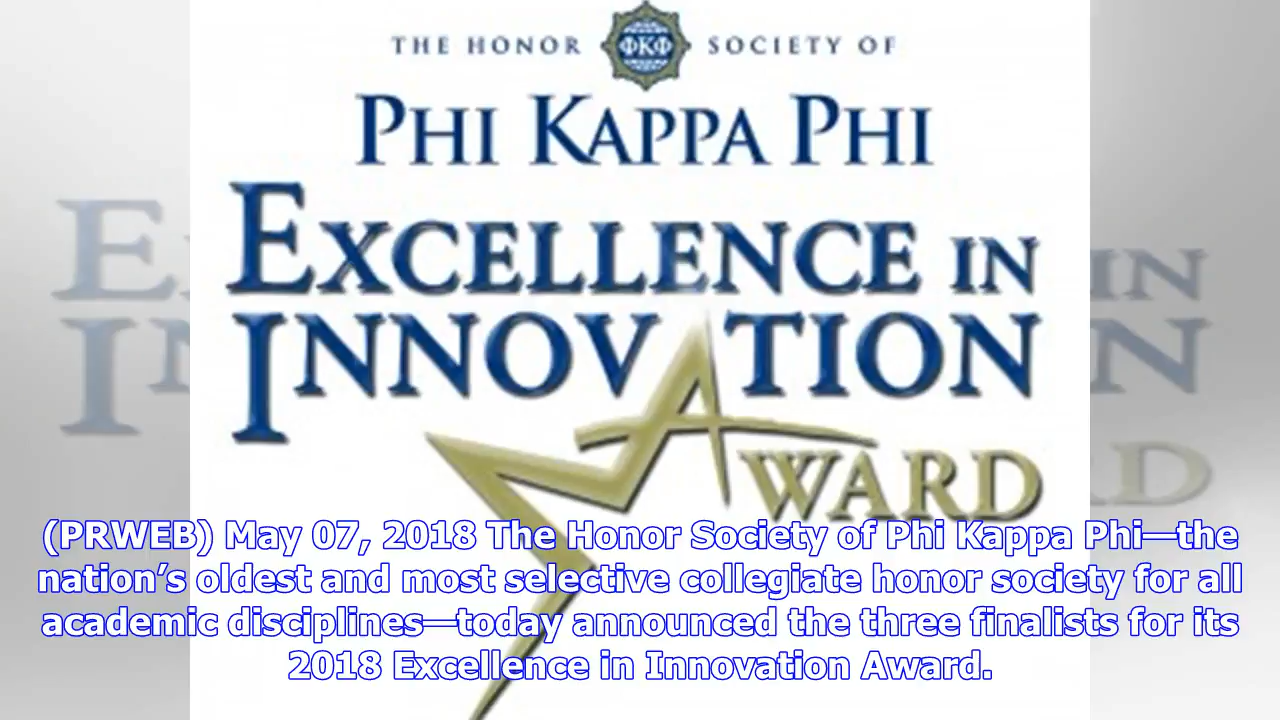 THE HONOR ΦΚΦ SOCIETY OF
PHI KAPPA PHI
EXCELLENCE IN
INNOVATION
AWARD
(PRWEB) May 07, 2018 The Honor Society of Phi Kappa Phi—the
nation’s oldest and most selective collegiate honor society for all
academic disciplines—today announced the three finalists for its
2018 Excellence in Innovation Award.